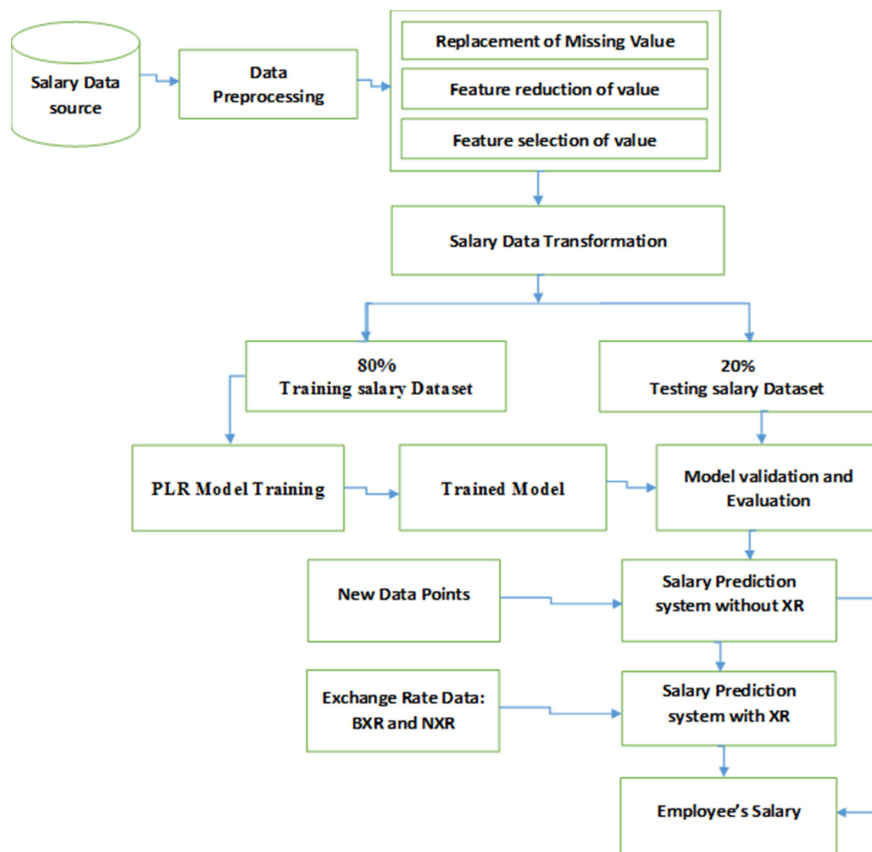 Salary Data
source
Data
Preprocessing
Replacement of Missing Value
Feature reduction of value
Feature selection of value
Salary Data Transformation
80%
Training salary Dataset
20%
Testing salary Dataset
PLR Model Training
Trained Model
Model validation and
Evaluation
New Data Points
Salary Prediction
system without XR
Exchange Rate Data:
BXR and NXR
Salary Prediction
system with XR
Employee's Salary